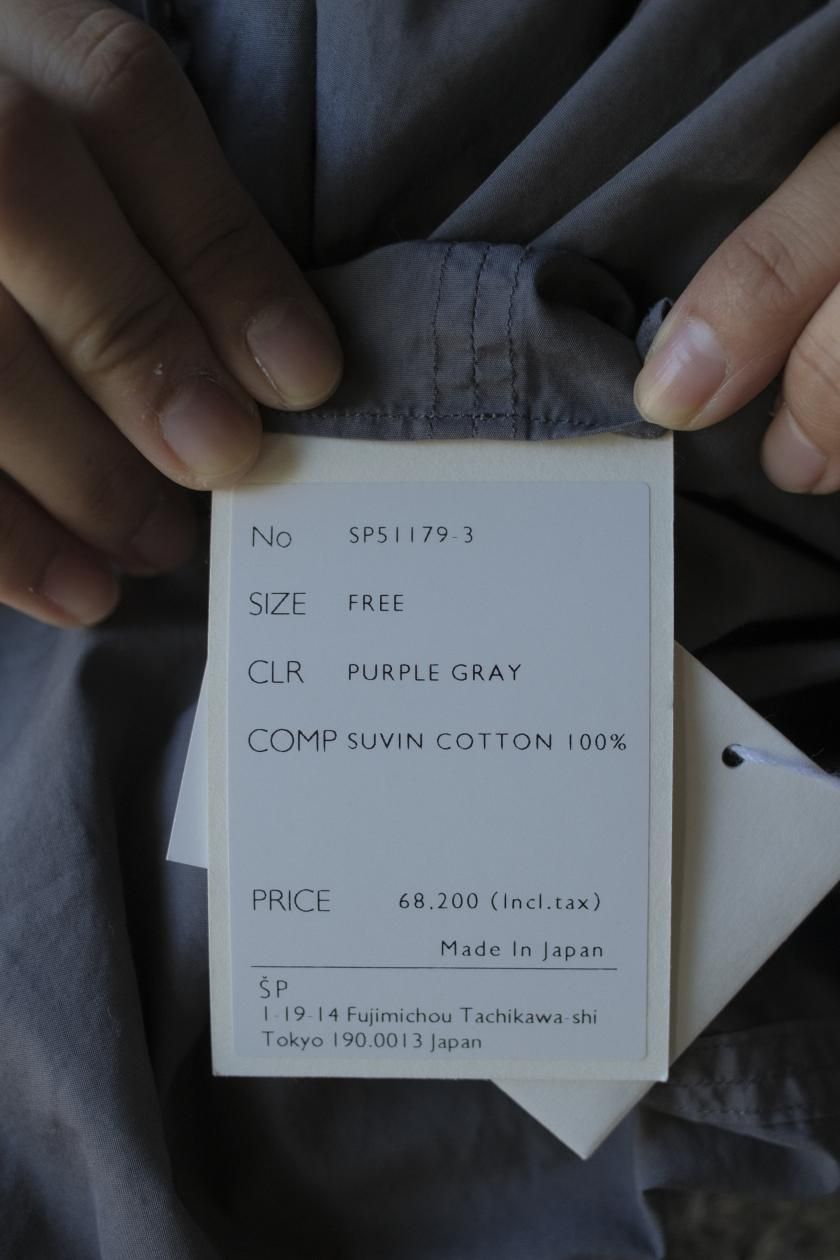 No SP51179-3
SIZE FREE
CLR PURPLE GRAY
COMP SUVIN COTTON 100%
PRICE 68.200 (Incl.tax)
Made In Japan
ŠP
1-19-14 Fujimichou Tachikawa-shi
Tokyo 190.0013 Japan